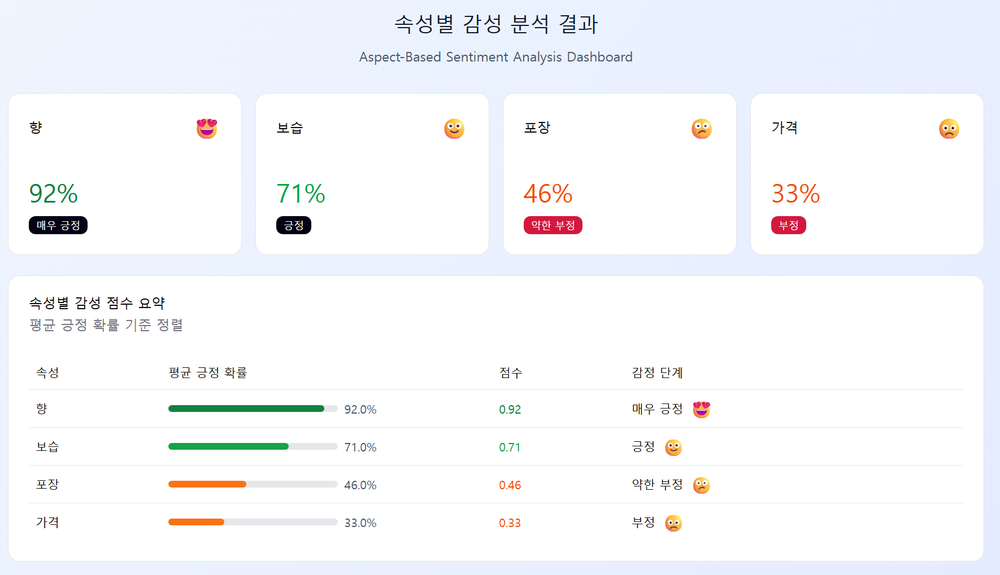 속성별 감성 분석 결과
Aspect-Based Sentiment Analysis Dashboard
향
92%
매우 긍정
보습
71%
긍정
포장
46%
약한 부정
가격
33%
부정
속성별 감성 점수 요약
평균 긍정 확률 기준 정렬
속성 평균 긍정 확률 점수 감정 단계
향 92.0% 0.92 매우 긍정
보습 71.0% 0.71 긍정
포장 46.0% 0.46 약한 부정
가격 33.0% 0.33 부정